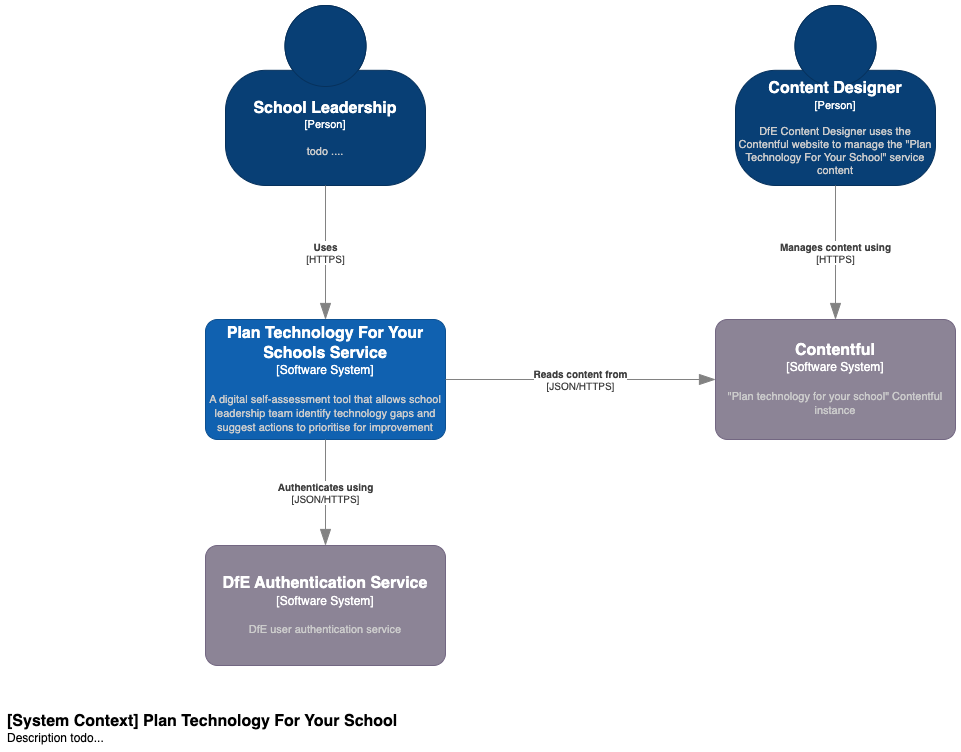 School Leadership
[Person]
todo ....
Content Designer
[Person]
DfE Content Designer uses the
Contentful website to manage the "Plan
Technology For Your School" service
content
Uses
[HTTPS]
Manages content using
[HTTPS]
Plan Technology For Your
Schools Service
[Software System]
A digital self-assessment tool that allows school
leadership team identify technology gaps and
suggest actions to prioritise for improvement
Reads content from
[JSON/HTTPS]
Contentful
[Software System]
"Plan technology for your school" Contentful
instance
Authenticates using
[JSON/HTTPS]
DfE Authentication Service
[Software System]
DfE user authentication service
[System Context] Plan Technology For Your School
Description todo...